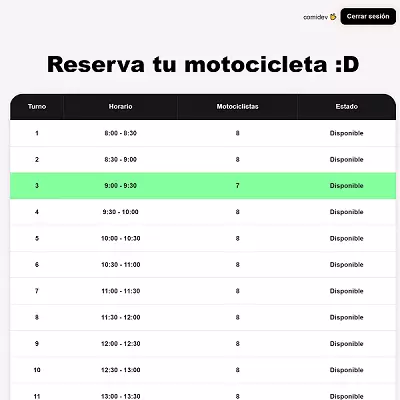 comidev Cerrar sesión
Reserva tu motocicleta :D
Turno Horario Motociclistas Estado
1 8:00 - 8:30 8 Disponible
2 8:30 - 9:00 8 Disponible
3 9:00 - 9:30 7 Disponible
4 9:30 - 10:00 8 Disponible
5 10:00 - 10:30 8 Disponible
6 10:30 - 11:00 8 Disponible
7 11:00 - 11:30 8 Disponible
8 11:30 - 12:00 8 Disponible
9 12:00 - 12:30 8 Disponible
10 12:30 - 13:00 8 Disponible
11 13:00 - 13:30 8 Disponible